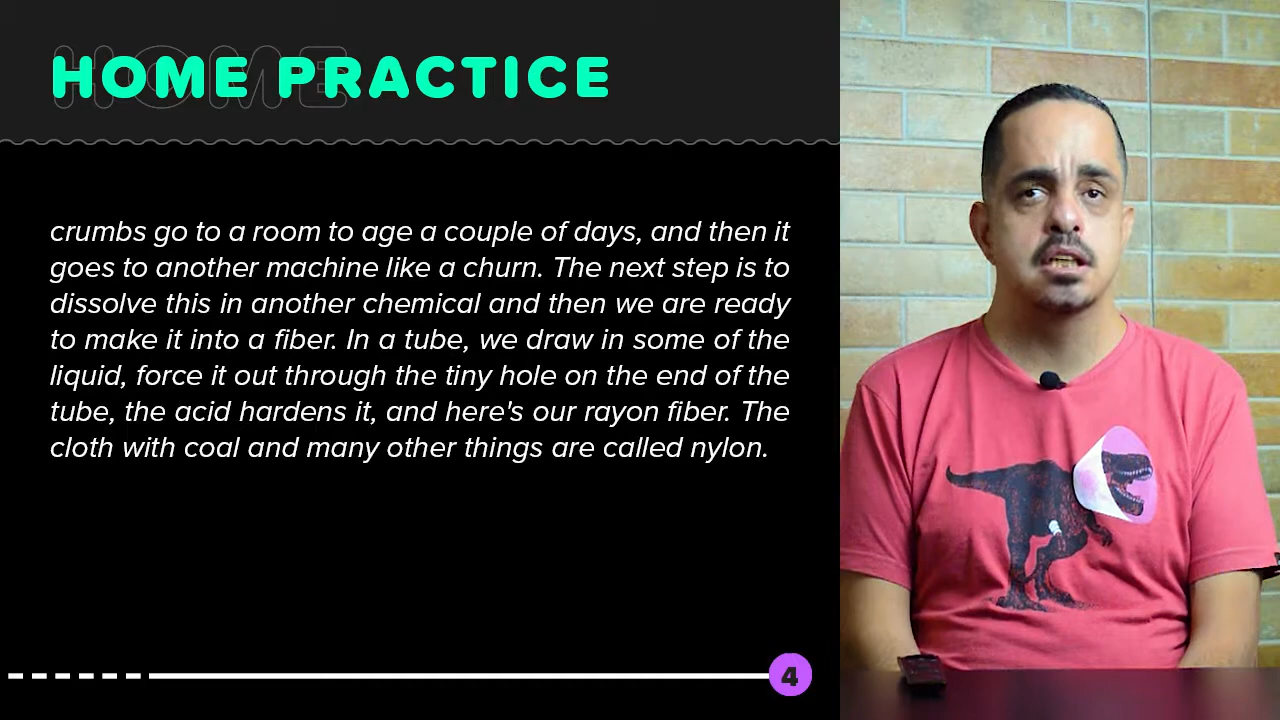 HOME PRACTICE
crumbs go to a room to age a couple of days, and then it
goes to another machine like a churn. The next step is to
dissolve this in another chemical and then we are ready
to make it into a fiber. In a tube, we draw in some of the
liquid, force it out through the tiny hole on the end of the
tube, the acid hardens it, and here's our rayon fiber. The
cloth with coal and many other things are called nylon.
4